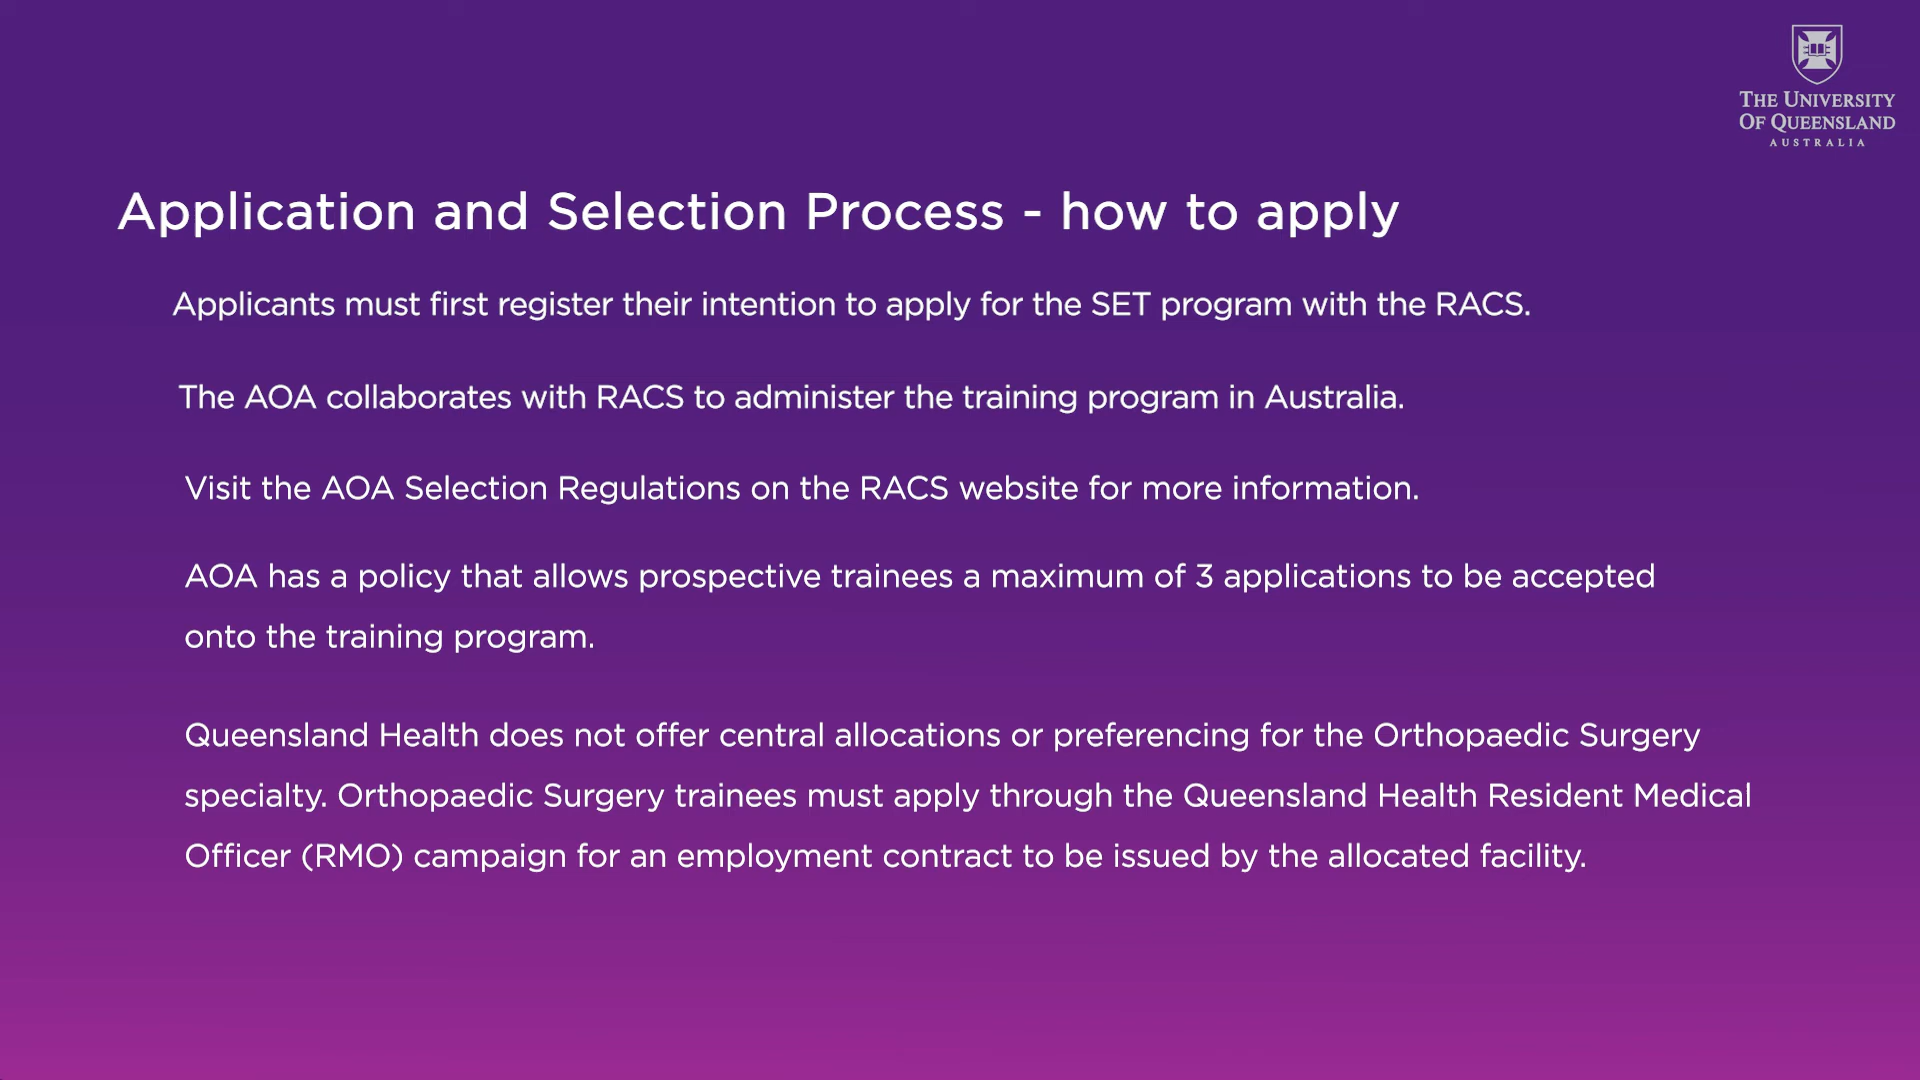 THE UNIVERSITY
OF QUEENSLAND
AUSTRALIA
Application and Selection Process - how to apply
Applicants must first register their intention to apply for the SET program with the RACS.
The AOA collaborates with RACS to administer the training program in Australia.
Visit the AOA Selection Regulations on the RACS website for more information.
AOA has a policy that allows prospective trainees a maximum of 3 applications to be accepted
onto the training program.
Queensland Health does not offer central allocations or preferencing for the Orthopaedic Surgery
specialty. Orthopaedic Surgery trainees must apply through the Queensland Health Resident Medical
Officer (RMO) campaign for an employment contract to be issued by the allocated facility.